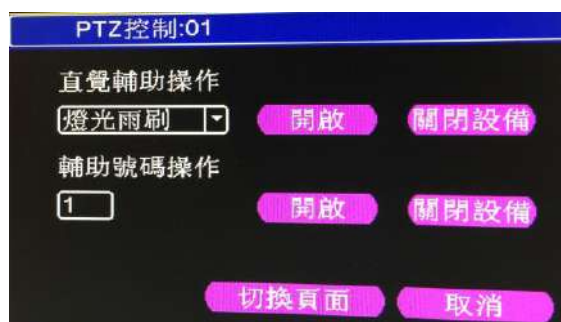 PTZ控制:01
直覺輔助操作
燈光雨刷 開啟 關閉設備
輔助號碼操作
1 開啟 關閉設備
切換頁面 取消